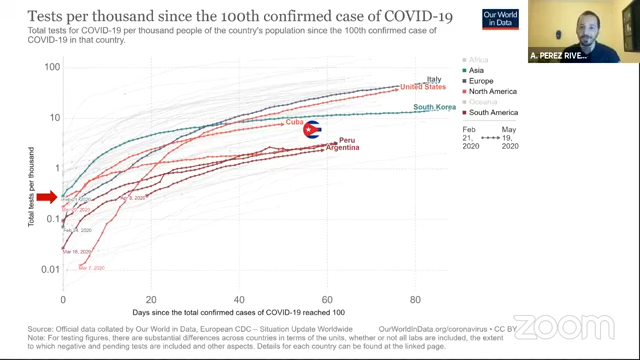 Tests per thousand since the 100th confirmed case of COVID-19
Total tests for COVID-19 per thousand people of the country's population since the 100th confirmed case of
COVID-19 in that country.
Our World
in Data
A. PEREZ RIVE...
Africa
Asia
Europe
North America
Oceania
South America
Feb
21,
2020
May
19,
2020
100
10
1
0.1
0.01
Total tests per thousand
Italy
United States
South Korea
Cuba
Peru
Argentina
Mar 7, 2020
0
20
40
60
80
Days since the total confirmed cases of COVID-19 reached 100
Source: Official data collated by Our World in Data, European CDC – Situation Update Worldwide
OurWorldInData.org/coronavirus • CC BY
Note: For testing figures, there are substantial differences across countries in terms of the units, whether or not all labs are included, the extent
to which negative and pending tests are included and other aspects. Details for each country can be found at the linked page.
zoom